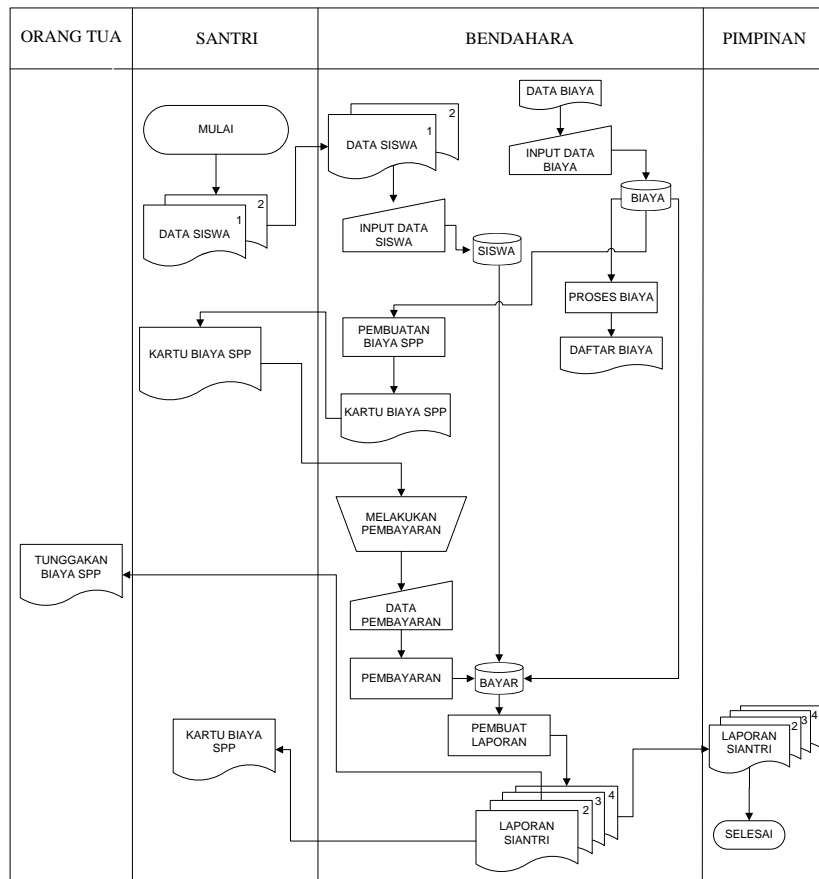 ORANG TUA
SANTRI
BENDAHARA
PIMPINAN
MULAI
1
2
DATA SISWA
1
2
DATA SISWA
DATA BIAYA
INPUT DATA
BIAYA
INPUT DATA
SISWA
SISWA
BIAYA
PROSES BIAYA
DAFTAR BIAYA
PEMBUATAN
BIAYA SPP
KARTU BIAYA SPP
KARTU BIAYA SPP
MELAKUKAN
PEMBAYARAN
TUNGGAKAN
BIAYA SPP
DATA
PEMBAYARAN
PEMBAYARAN
BAYAR
PEMBUAT
LAPORAN
KARTU BIAYA
SPP
LAPORAN
SIANTRI
2
3
4
LAPORAN
SIANTRI
2
3
4
SELESAI